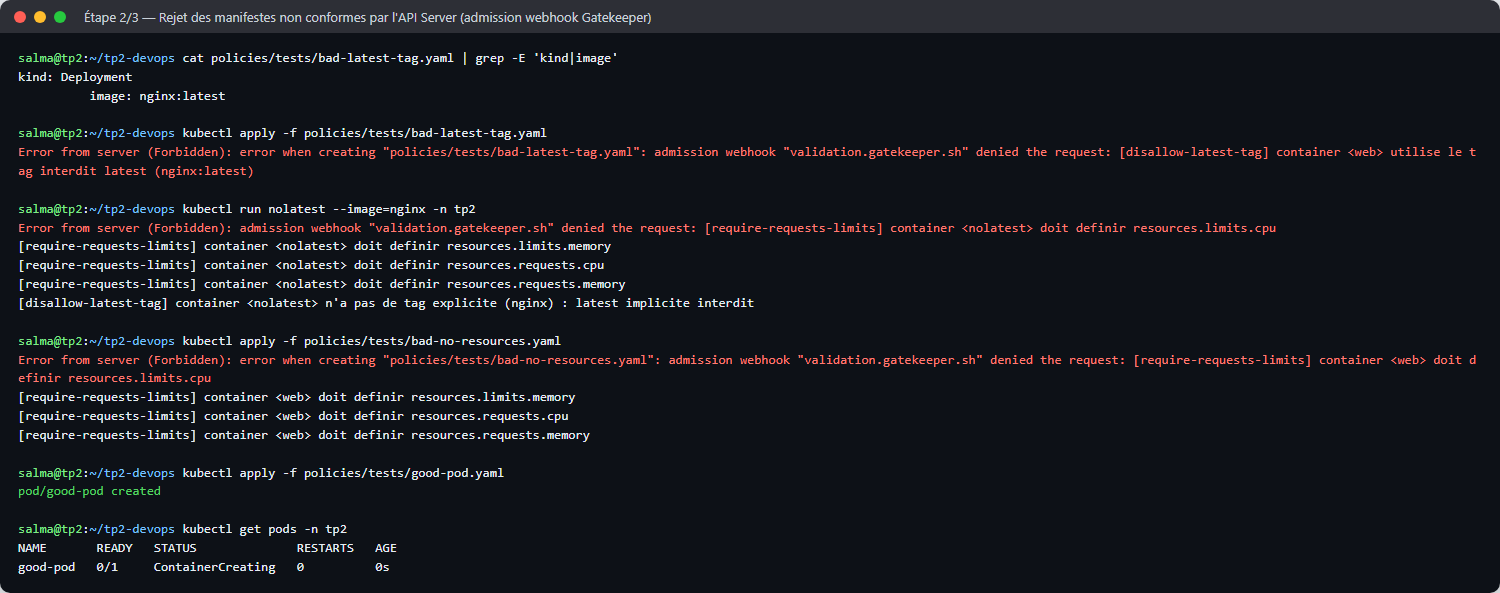 Étape 2/3 — Rejet des manifestes non conformes par l'API Server (admission webhook Gatekeeper)
salma@tp2:~/tp2-devops cat policies/tests/bad-latest-tag.yaml | grep -E 'kind|image'
kind: Deployment
          image: nginx:latest
salma@tp2:~/tp2-devops kubectl apply -f policies/tests/bad-latest-tag.yaml
Error from server (Forbidden): error when creating "policies/tests/bad-latest-tag.yaml": admission webhook "validation.gatekeeper.sh" denied the request: [disallow-latest-tag] container <web> utilise le t
ag interdit latest (nginx:latest)
salma@tp2:~/tp2-devops kubectl run nolatest --image=nginx -n tp2
Error from server (Forbidden): admission webhook "validation.gatekeeper.sh" denied the request: [require-requests-limits] container <nolatest> doit definir resources.limits.cpu
[require-requests-limits] container <nolatest> doit definir resources.limits.memory
[require-requests-limits] container <nolatest> doit definir resources.requests.cpu
[require-requests-limits] container <nolatest> doit definir resources.requests.memory
[disallow-latest-tag] container <nolatest> n'a pas de tag explicite (nginx) : latest implicite interdit
salma@tp2:~/tp2-devops kubectl apply -f policies/tests/bad-no-resources.yaml
Error from server (Forbidden): error when creating "policies/tests/bad-no-resources.yaml": admission webhook "validation.gatekeeper.sh" denied the request: [require-requests-limits] container <web> doit d
efinir resources.limits.cpu
[require-requests-limits] container <web> doit definir resources.limits.memory
[require-requests-limits] container <web> doit definir resources.requests.cpu
[require-requests-limits] container <web> doit definir resources.requests.memory
salma@tp2:~/tp2-devops kubectl apply -f policies/tests/good-pod.yaml
pod/good-pod created
salma@tp2:~/tp2-devops kubectl get pods -n tp2
NAME       READY   STATUS              RESTARTS   AGE
good-pod   0/1     ContainerCreating   0          0s